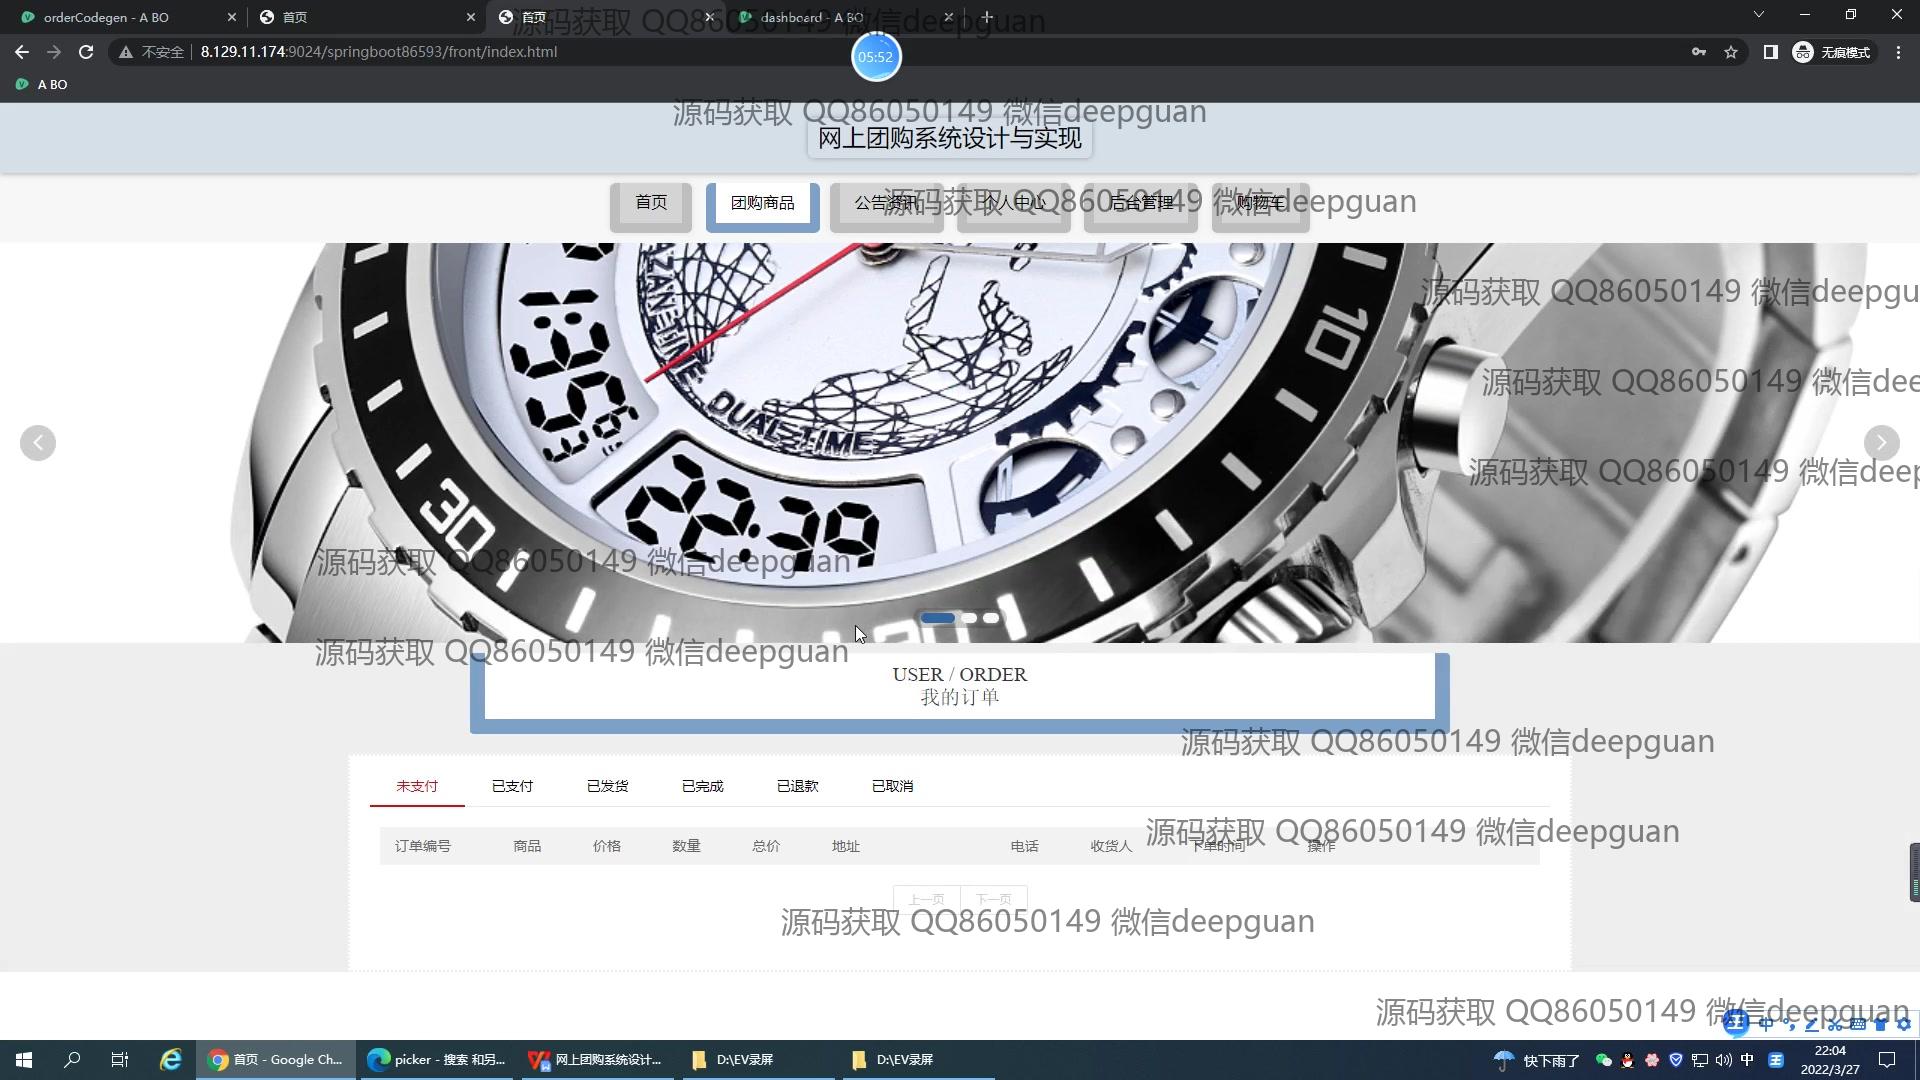 orderCodegen - A BO
首页
首页
dashboard - A BO
源码获取 QQ86050149 微信deepguan
不安全
8.129.11.174:9024/springboot86593/front/index.html
05:52
无痕模式
A BO
源码获取 QQ86050149 微信deepguan
网上团购系统设计与实现
首页
团购商品
公告资讯
个人中心
后台管理
购物车
源码获取 QQ86050149 微信deepguan
源码获取 QQ86050149 微信deepgu
源码获取 QQ86050149 微信dee
源码获取 QQ86050149 微信deep
10
30
DUAL TIME
22:39
源码获取 QQ86050149 微信deepguan
源码获取 QQ86050149 微信deepguan
USER / ORDER
我的订单
源码获取 QQ86050149 微信deepguan
未支付
已支付
已发货
已完成
已退款
已取消
源码获取 QQ86050149 微信deepguan
订单编号
商品
价格
数量
总价
地址
电话
收货人
下单时间
操作
上一页
下一页
源码获取 QQ86050149 微信deepguan
源码获取 QQ86050149 微信deepguan
中
首页 - Google Ch...
picker - 搜索 和另...
网上团购系统设计...
D:\EV录屏
D:\EV录屏
快下雨了
中
22:04
2022/3/27